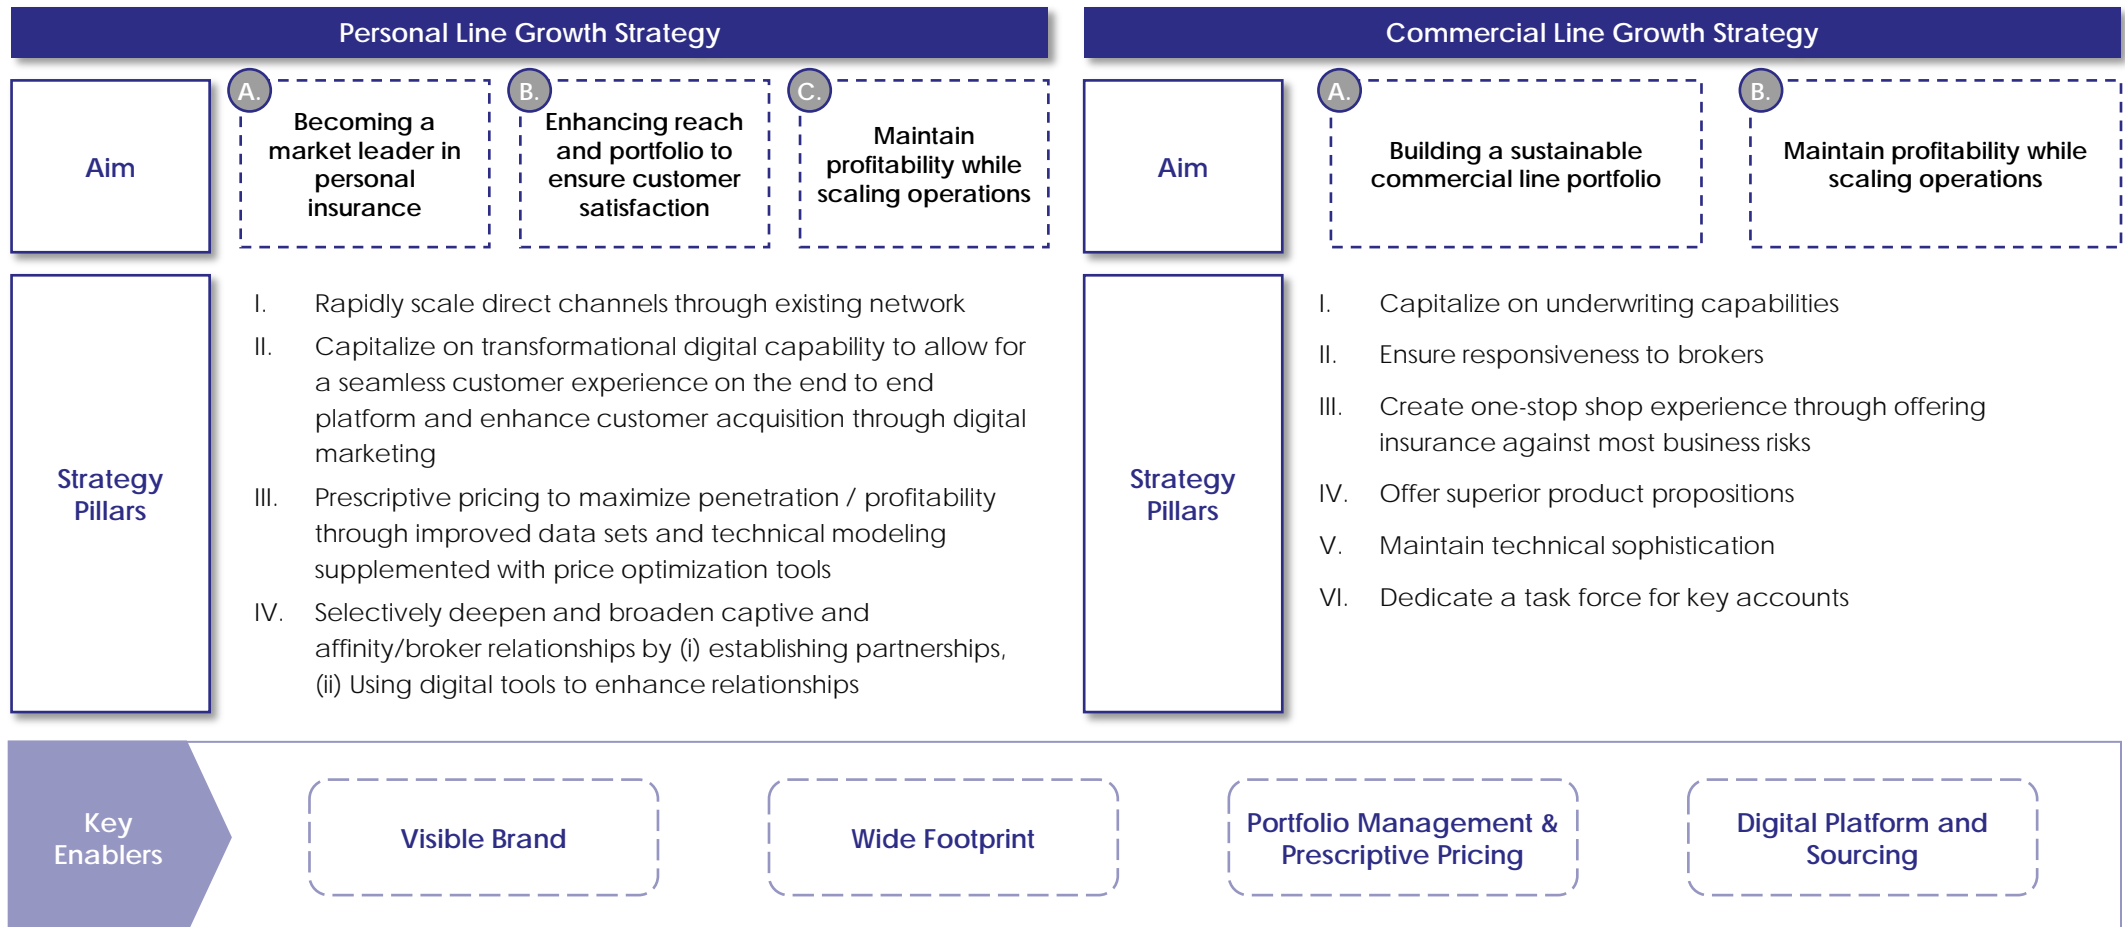 Personal Line Growth Strategy
Aim
A.
Becoming a
market leader in
personal
insurance
B.
Enhancing reach
and portfolio to
ensure customer
satisfaction
C.
Maintain
profitability while
scaling operations
Strategy
Pillars
I. Rapidly scale direct channels through existing network
II. Capitalize on transformational digital capability to allow for
a seamless customer experience on the end to end
platform and enhance customer acquisition through digital
marketing
III. Prescriptive pricing to maximize penetration / profitability
through improved data sets and technical modeling
supplemented with price optimization tools
IV. Selectively deepen and broaden captive and
affinity/broker relationships by (i) establishing partnerships,
(ii) Using digital tools to enhance relationships
Commercial Line Growth Strategy
Aim
A.
Building a sustainable
commercial line portfolio
B.
Maintain profitability while
scaling operations
Strategy
Pillars
I. Capitalize on underwriting capabilities
II. Ensure responsiveness to brokers
III. Create one-stop shop experience through offering
insurance against most business risks
IV. Offer superior product propositions
V. Maintain technical sophistication
VI. Dedicate a task force for key accounts
Key
Enablers
Visible Brand
Wide Footprint
Portfolio Management &
Prescriptive Pricing
Digital Platform and
Sourcing